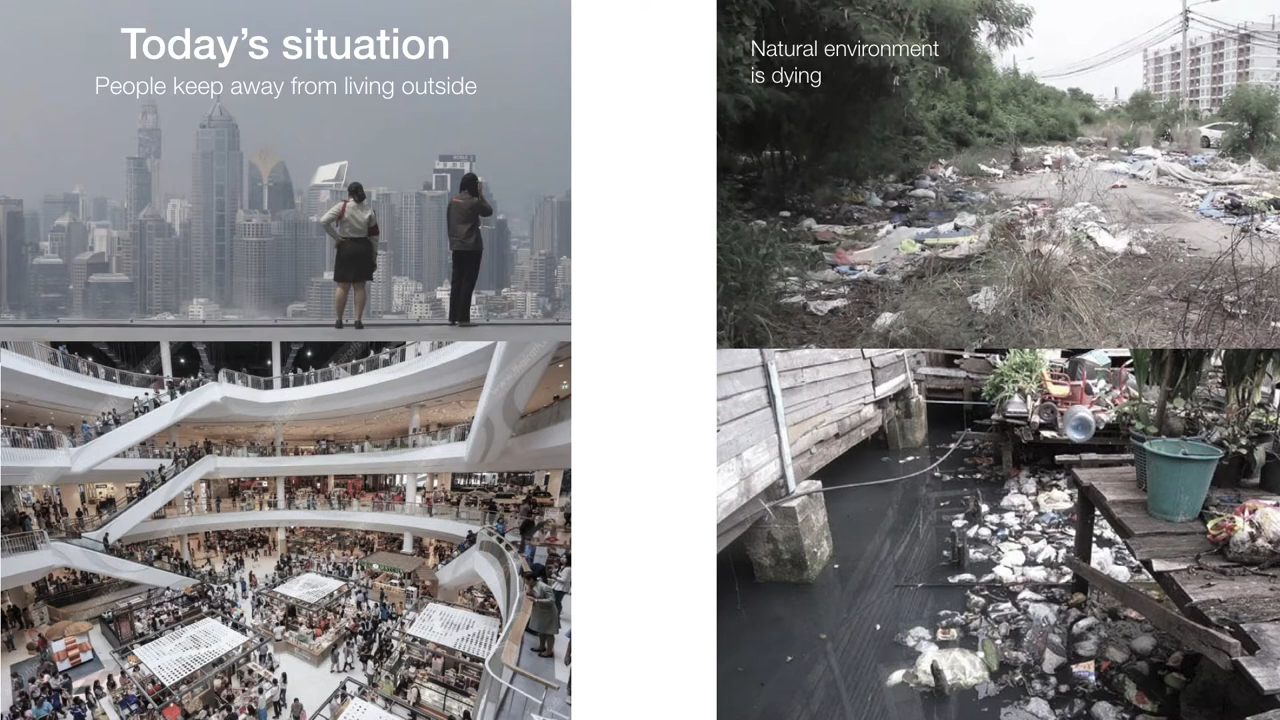 Today's situation
People keep away from living outside
Natural environment
is dying